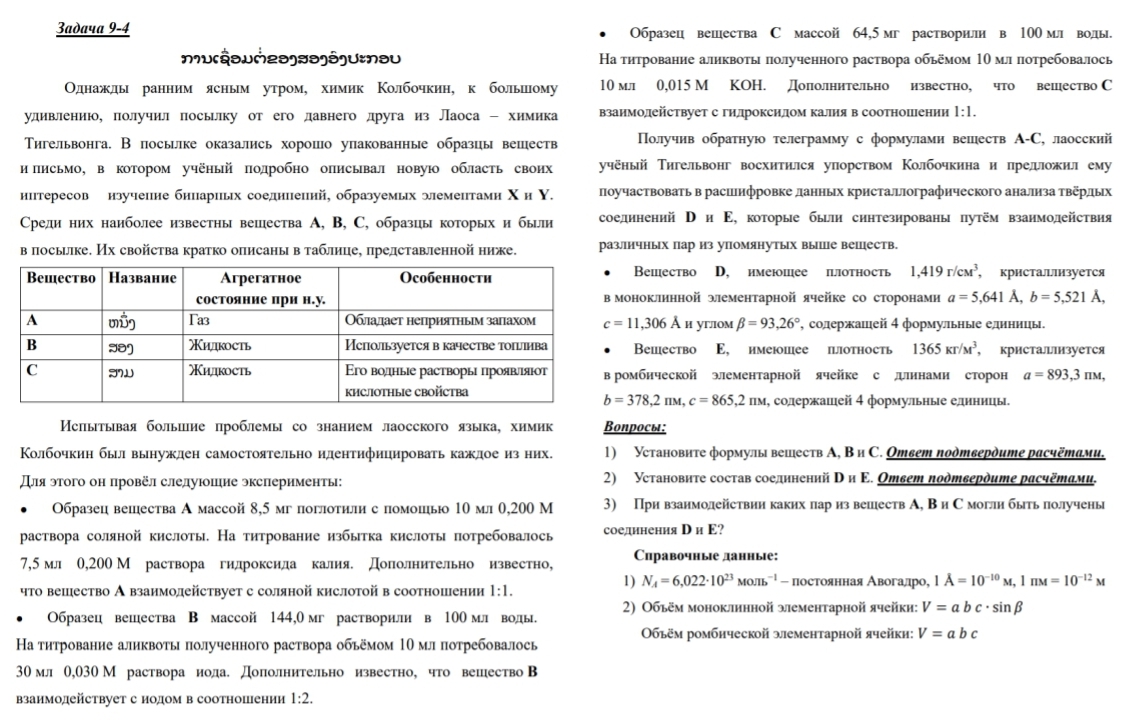 Задача 9-4
ການເຊື່ອມຕໍ່ຂອງສອງອົງປະກອບ
Однажды ранним ясным утром, химик Колбочкин, к большому
удивлению, получил посылку от его давнего друга из Лаоса – химика
Тигельвонга. В посылке оказались хорошо упакованные образцы веществ
и письмо, в котором учёный подробно описывал новую область своих
интересов изучение бинарных соединений, образуемых элементами X и Y.
Среди них наиболее известны вещества A, B, C, образцы которых и были
в посылке. Их свойства кратко описаны в таблице, представленной ниже.
Вещество Название Агрегатное состояние при н.у. Особенности
A ໜຶ່ງ Газ Обладает неприятным запахом
B ສອງ Жидкость Используется в качестве топлива
C ສາມ Жидкость Его водные растворы проявляют
кислотные свойства
Испытывая большие проблемы со знанием лаосского языка, химик
Колбочкин был вынужден самостоятельно идентифицировать каждое из них.
Для этого он провёл следующие эксперименты:
• Образец вещества A массой 8,5 мг поглотили с помощью 10 мл 0,200 М
раствора соляной кислоты. На титрование избытка кислоты потребовалось
7,5 мл 0,200 М раствора гидроксида калия. Дополнительно известно,
что вещество A взаимодействует с соляной кислотой в соотношении 1:1.
• Образец вещества B массой 144,0 мг растворили в 100 мл воды.
На титрование аликвоты полученного раствора объёмом 10 мл потребовалось
30 мл 0,030 М раствора иода. Дополнительно известно, что вещество B
взаимодействует с иодом в соотношении 1:2.
• Образец вещества C массой 64,5 мг растворили в 100 мл воды.
На титрование аликвоты полученного раствора объёмом 10 мл потребовалось
10 мл 0,015 М KOH. Дополнительно известно, что вещество C
взаимодействует с гидроксидом калия в соотношении 1:1.
Получив обратную телеграмму с формулами веществ A-C, лаосский
учёный Тигельвонг восхитился упорством Колбочкина и предложил ему
поучаствовать в расшифровке данных кристаллографического анализа твёрдых
соединений D и E, которые были синтезированы путём взаимодействия
различных пар из упомянутых выше веществ.
• Вещество D, имеющее плотность 1,419 г/см³, кристаллизуется
в моноклинной элементарной ячейке со сторонами a = 5,641 Å, b = 5,521 Å,
c = 11,306 Å и углом β = 93,26°, содержащей 4 формульные единицы.
• Вещество E, имеющее плотность 1365 кг/м³, кристаллизуется
в ромбической элементарной ячейке с длинами сторон a = 893,3 пм,
b = 378,2 пм, c = 865,2 пм, содержащей 4 формульные единицы.
Вопросы:
1) Установите формулы веществ A, B и C. Ответ подтвердите расчётами.
2) Установите состав соединений D и E. Ответ подтвердите расчётами.
3) При взаимодействии каких пар из веществ A, B и C могли быть получены
соединения D и E?
Справочные данные:
1) N_A = 6,022·10²³ моль⁻¹ – постоянная Авогадро, 1 Å = 10⁻¹⁰ м, 1 пм = 10⁻¹² м
2) Объём моноклинной элементарной ячейки: V = a b c · sin β
Объём ромбической элементарной ячейки: V = a b c